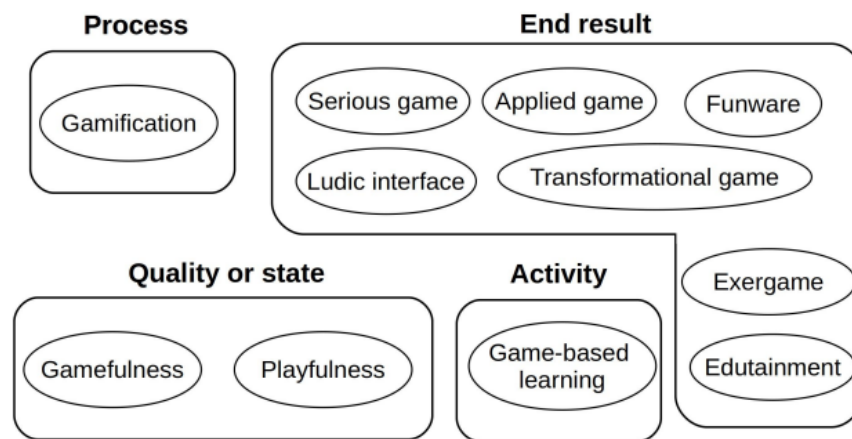 Process
Gamification
End result
Serious game
Applied game
Funware
Ludic interface
Transformational game
Exergame
Edutainment
Quality or state
Gamefulness
Playfulness
Activity
Game-based
learning